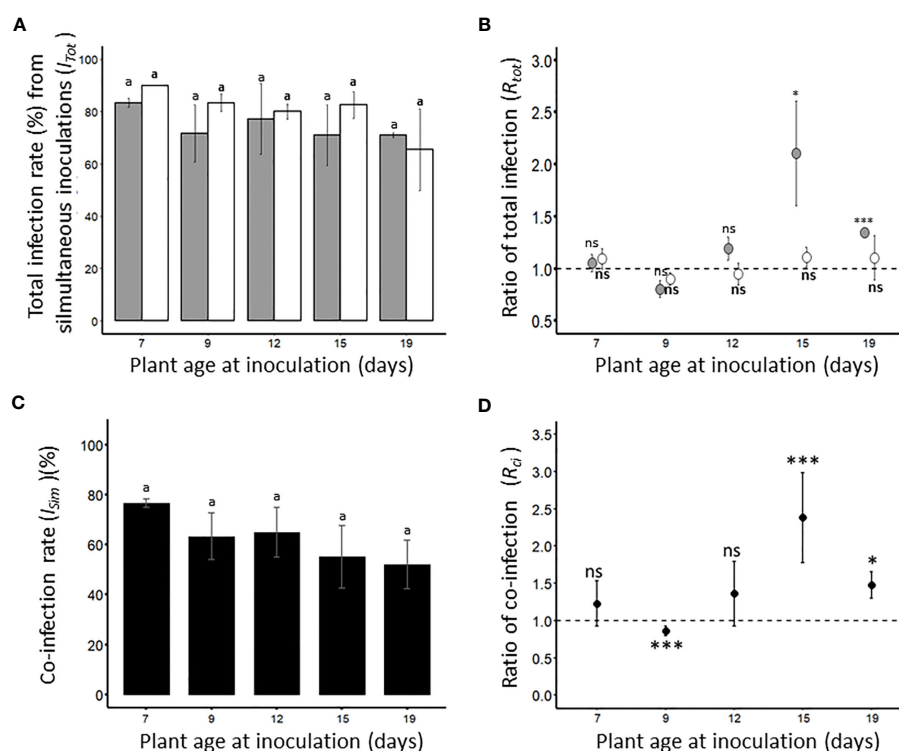 A
Total infection rate (%) from
silmultaneous inoculations (I_Tot)
100
80
60
40
20
0
a a a a a a a a a a
7 9 12 15 19
Plant age at inoculation (days)
B
Ratio of total infection (R_tot)
3.0
2.5
2.0
1.5
1.0
0.5
ns ns ns * ***
ns ns ns ns ns
7 9 12 15 19
Plant age at inoculation (days)
C
Co-infection rate (I_Sim)(%)
100
80
60
40
20
0
a a a a a
7 9 12 15 19
Plant age at inoculation (days)
D
Ratio of co-infection (R_ci)
3.5
3.0
2.5
2.0
1.5
1.0
0.5
0.0
ns *** ns *** *
7 9 12 15 19
Plant age at inoculation (days)